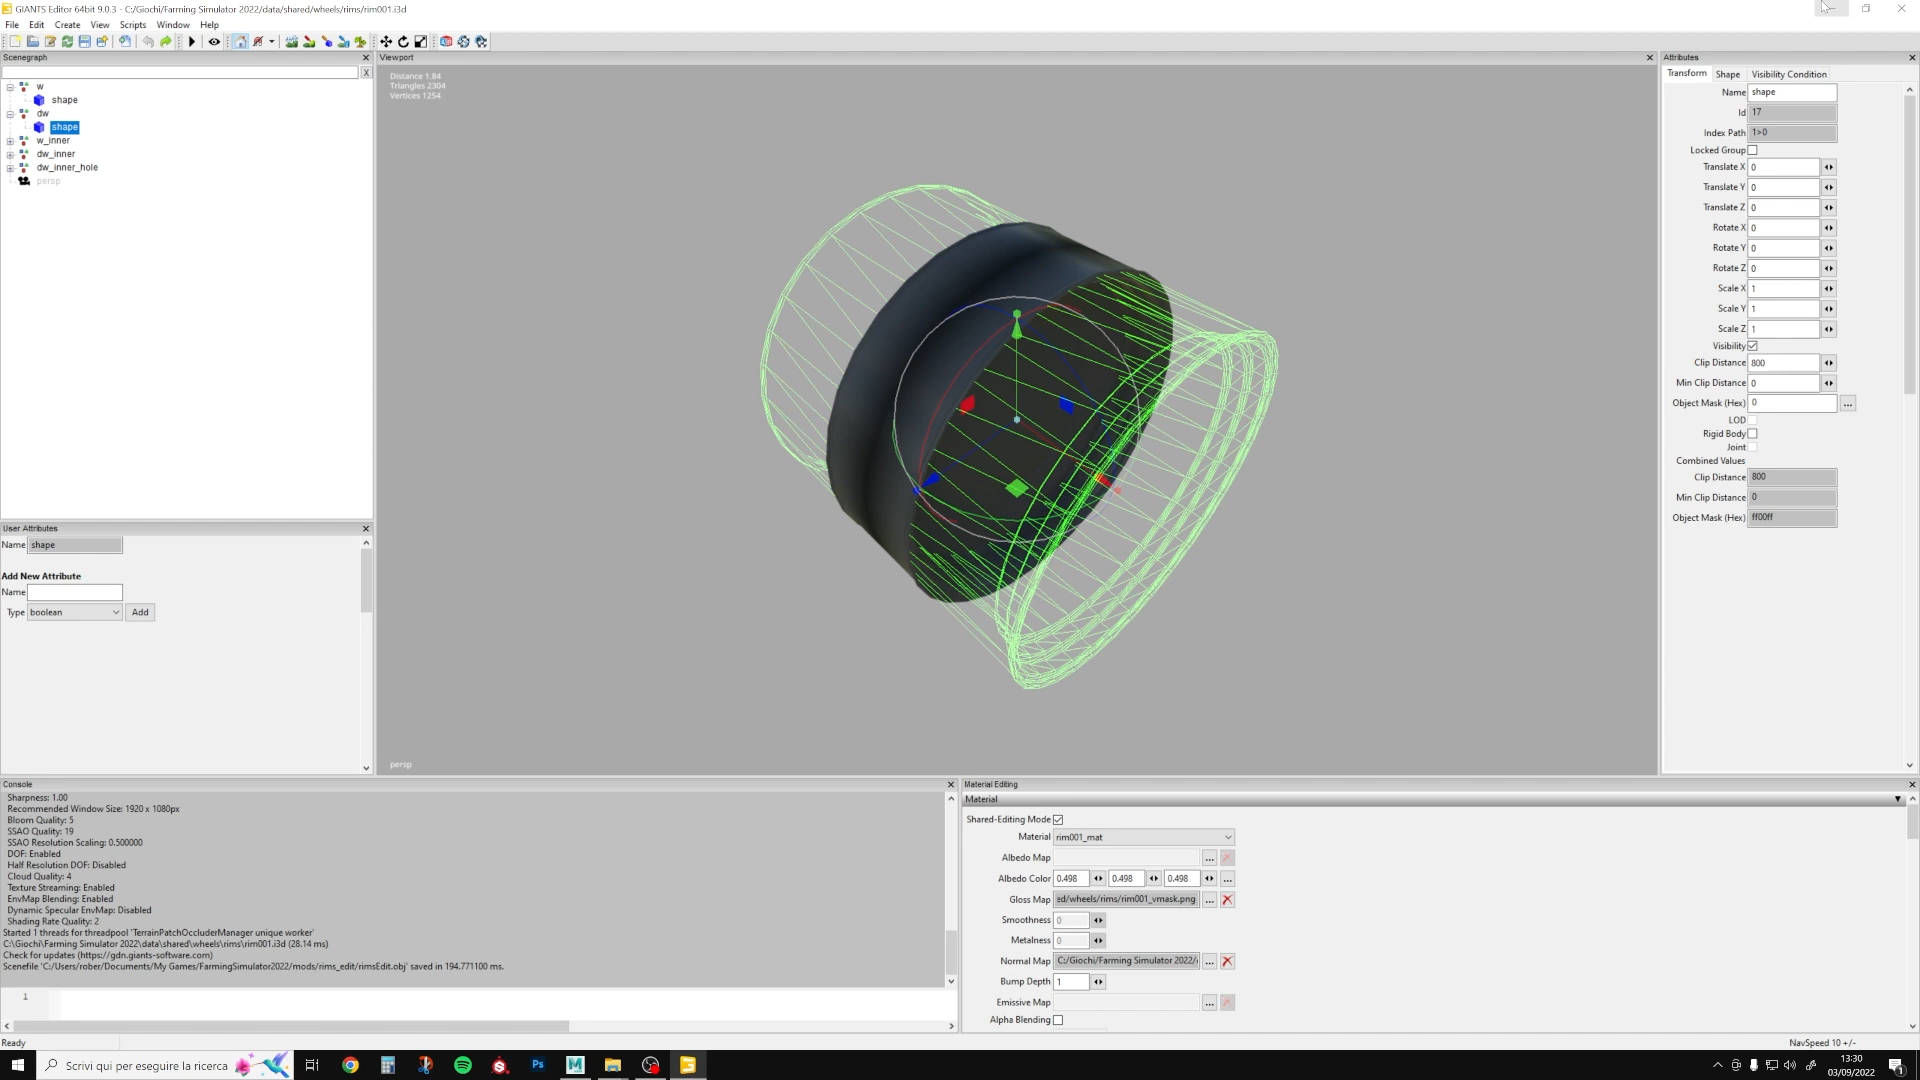 GIANTS Editor 64bit 9.0.3 - C:/Giochi/Farming Simulator 2022/data/shared/wheels/rims/rim001.i3d
File Edit Create View Scripts Window Help
Scenegraph
X
w
shape
dw
shape
w_inner
dw_inner
dw_inner_hole
persp
User Attributes
Name shape
Add New Attribute
Name
Type boolean Add
Viewport
Distance 1.84
Triangles 2304
Vertices 1254
persp
Attributes
Transform Shape Visibility Condition
Name shape
Id 17
Index Path 1>0
Locked Group
Translate X 0
Translate Y 0
Translate Z 0
Rotate X 0
Rotate Y 0
Rotate Z 0
Scale X 1
Scale Y 1
Scale Z 1
Visibility
Clip Distance 800
Min Clip Distance 0
Object Mask (Hex) 0 ...
LOD
Rigid Body
Joint
Combined Values
Clip Distance 800
Min Clip Distance 0
Object Mask (Hex) ff00ff
Console
Sharpness: 1.00
Recommended Window Size: 1920 x 1080px
Bloom Quality: 5
SSAO Quality: 19
SSAO Resolution Scaling: 0.500000
DOF: Enabled
Half Resolution DOF: Disabled
Cloud Quality: 4
Texture Streaming: Enabled
EnvMap Blending: Enabled
Dynamic Specular EnvMap: Disabled
Shading Rate Quality: 2
Started 1 threads for threadpool 'TerrainPatchOccluderManager unique worker'
C:\Giochi\Farming Simulator 2022\data\shared\wheels\rims\rim001.i3d (28.14 ms)
Check for updates (https://gdn.giants-software.com)
Scenefile 'C:/Users/rober/Documents/My Games/FarmingSimulator2022/mods/rims_edit/rimsEdit.obj' saved in 194.771100 ms.
1
Material Editing
Material
Shared-Editing Mode
Material rim001_mat
Albedo Map ...
Albedo Color 0.498 0.498 0.498 ...
Gloss Map ed/wheels/rims/rim001_vmask.png ...
Smoothness 0
Metalness 0
Normal Map C:/Giochi/Farming Simulator 2022/ ...
Bump Depth 1
Emissive Map ...
Alpha Blending
Ready
NavSpeed 10 +/-
Scrivi qui per eseguire la ricerca
Ps
13:30
03/09/2022
1